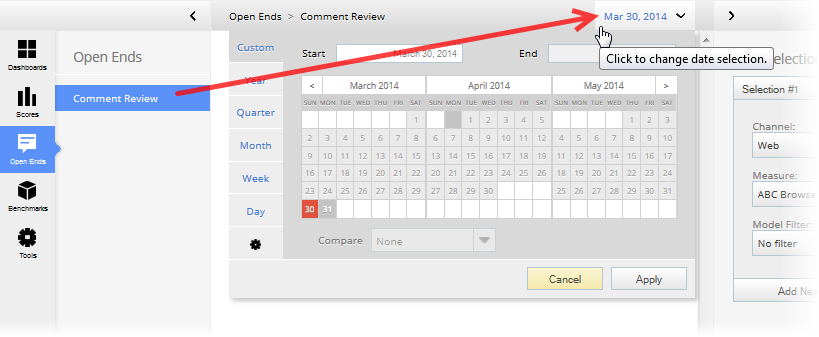 Open Ends > Comment Review
Mar 30, 2014
Dashboards
Scores
Open Ends
Benchmarks
Tools
Open Ends
Comment Review
Custom
Year
Quarter
Month
Week
Day
Start
March 30, 2014
End
Click to change date selection.
< March 2014 April 2014 May 2014 >
SUN MON TUE WED THU FRI SAT SUN MON TUE WED THU FRI SAT SUN MON TUE WED THU FRI SAT
1 1 2 3 4 5 1 2 3
2 3 4 5 6 7 8 6 7 8 9 10 11 12 4 5 6 7 8 9 10
9 10 11 12 13 14 15 13 14 15 16 17 18 19 11 12 13 14 15 16 17
16 17 18 19 20 21 22 20 21 22 23 24 25 26 18 19 20 21 22 23 24
23 24 25 26 27 28 29 27 28 29 30 25 26 27 28 29 30 31
30 31
Compare
None
Cancel
Apply
Selection #1
Channel:
Web
Measure:
ABC Browse
Model Filter:
No filter
Add New